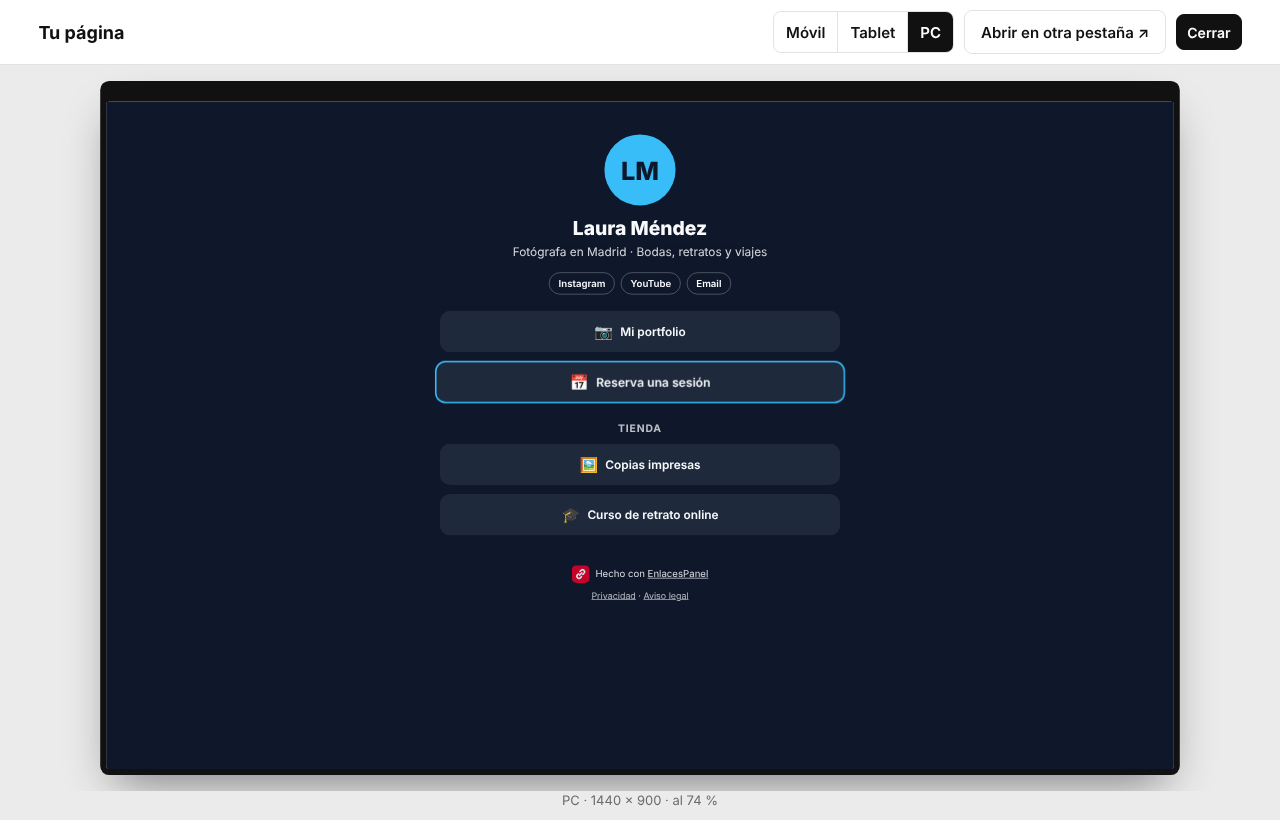 Tu página
Móvil Tablet PC Abrir en otra pestaña ↗ Cerrar
LM
Laura Méndez
Fotógrafa en Madrid · Bodas, retratos y viajes
Instagram YouTube Email
Mi portfolio
Reserva una sesión
TIENDA
Copias impresas
Curso de retrato online
Hecho con EnlacesPanel
Privacidad · Aviso legal
PC · 1440 × 900 · al 74 %